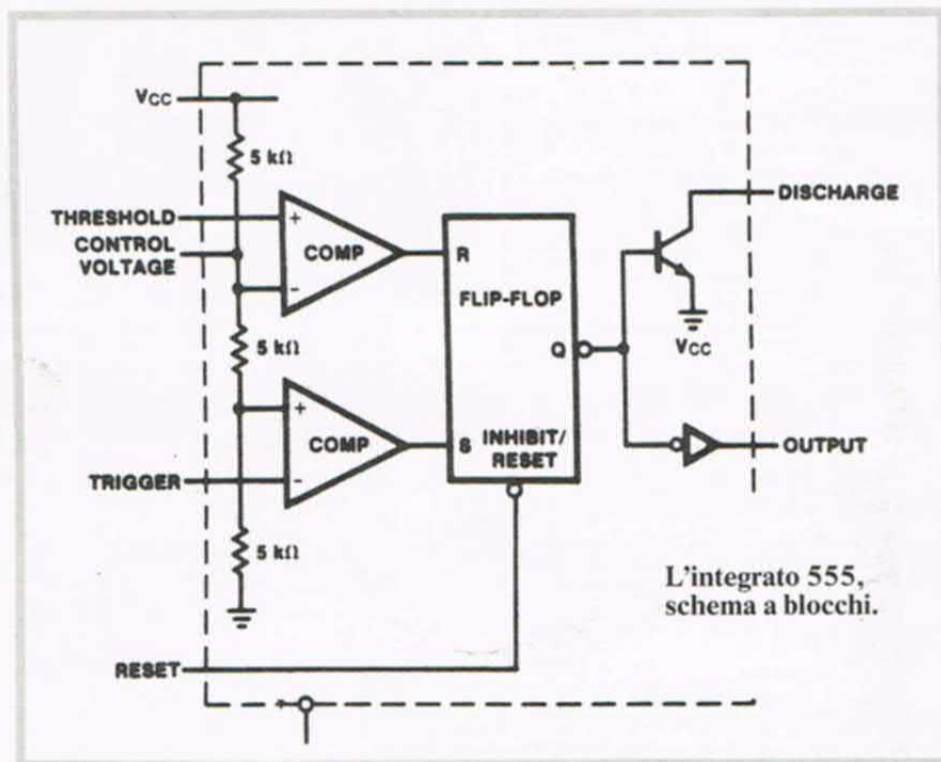 VCC
5 kΩ
THRESHOLD
CONTROL
VOLTAGE
+
-
COMP
5 kΩ
+
-
COMP
TRIGGER
5 kΩ
RESET
R
FLIP-FLOP
Q
S
INHIBIT/
RESET
DISCHARGE
VCC
OUTPUT
L'integrato 555,
schema a blocchi.